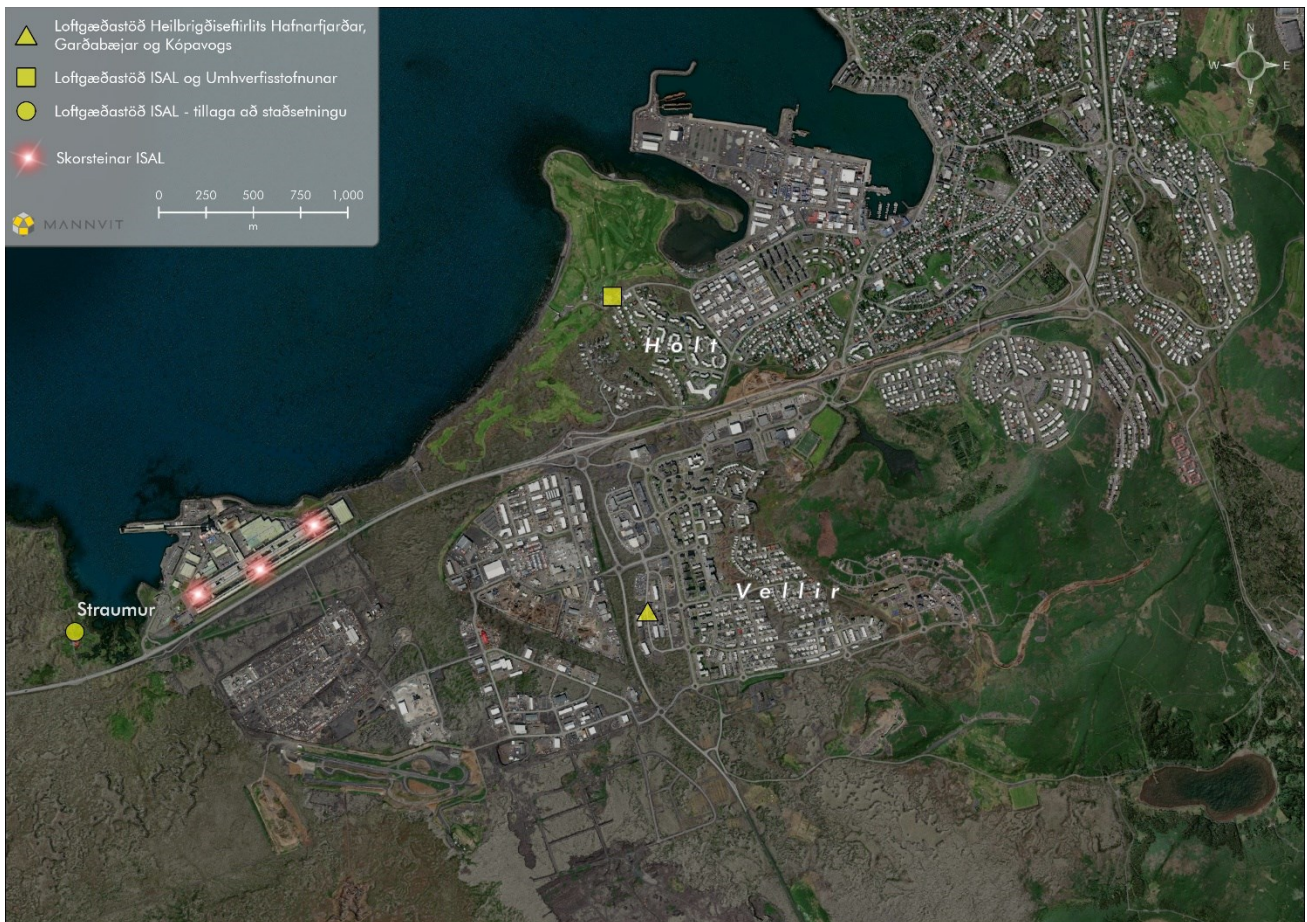 Loftgæðastöð Heilbrigðiseftirlits Hafnarfjarðar,
Garðabæjar og Kópavogs
Loftgæðastöð ISAL og Umhverfisstofnunar
Loftgæðastöð ISAL - tillaga að staðsetningu
Skorsteinar ISAL
0 250 500 750 1,000
m
MANNVIT
N
W E
S
Holt
Vellir
Straumur